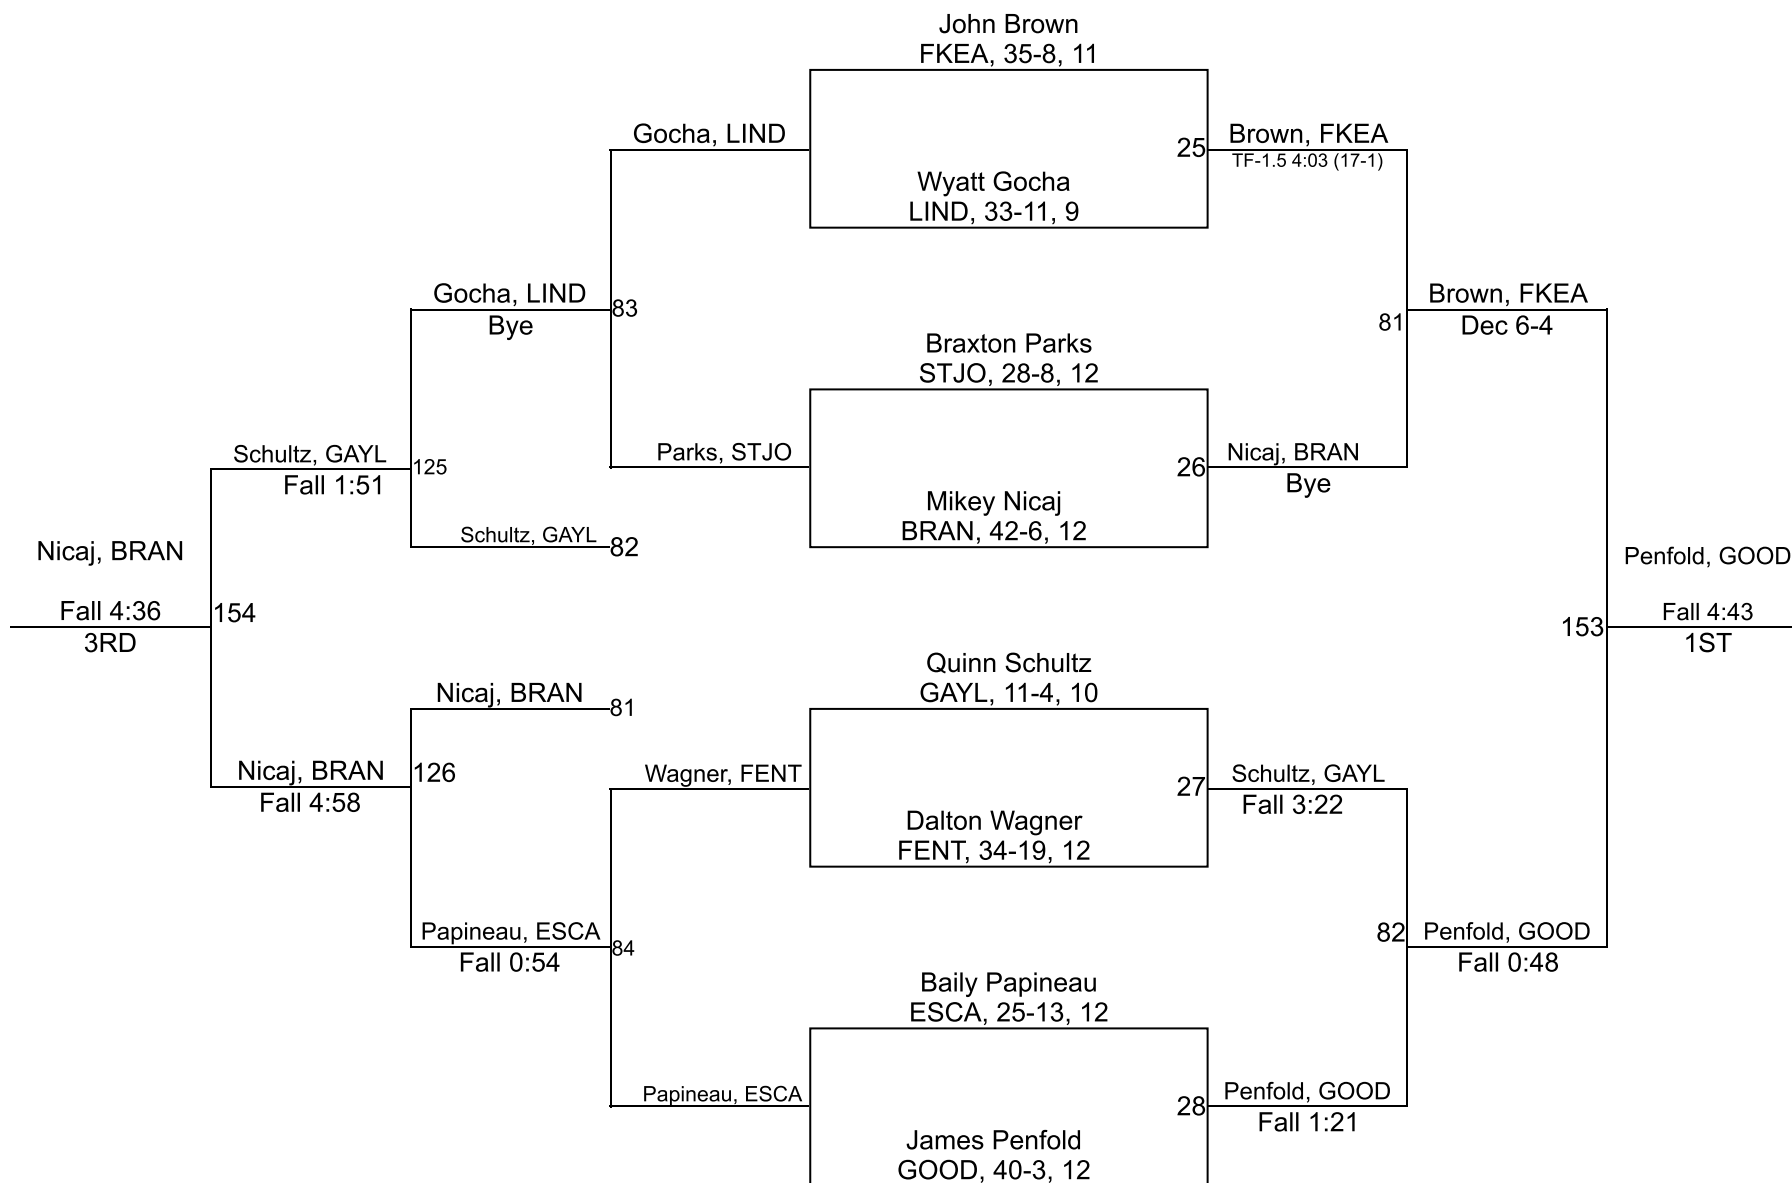 John Brown
FKEA, 35-8, 11
Gocha, LIND
25
Brown, FKEA
TF-1.5 4:03 (17-1)
Wyatt Gocha
LIND, 33-11, 9
Gocha, LIND
Bye
83
81
Brown, FKEA
Dec 6-4
Braxton Parks
STJO, 28-8, 12
Schultz, GAYL
Fall 1:51
125
Parks, STJO
26
Nicaj, BRAN
Bye
Mikey Nicaj
BRAN, 42-6, 12
Schultz, GAYL
82
Nicaj, BRAN
Fall 4:36
3RD
154
Penfold, GOOD
153
Fall 4:43
1ST
Quinn Schultz
GAYL, 11-4, 10
Nicaj, BRAN
81
Nicaj, BRAN
Fall 4:58
126
Wagner, FENT
27
Schultz, GAYL
Fall 3:22
Dalton Wagner
FENT, 34-19, 12
Papineau, ESCA
Fall 0:54
84
82
Penfold, GOOD
Fall 0:48
Baily Papineau
ESCA, 25-13, 12
Papineau, ESCA
28
Penfold, GOOD
Fall 1:21
James Penfold
GOOD, 40-3, 12